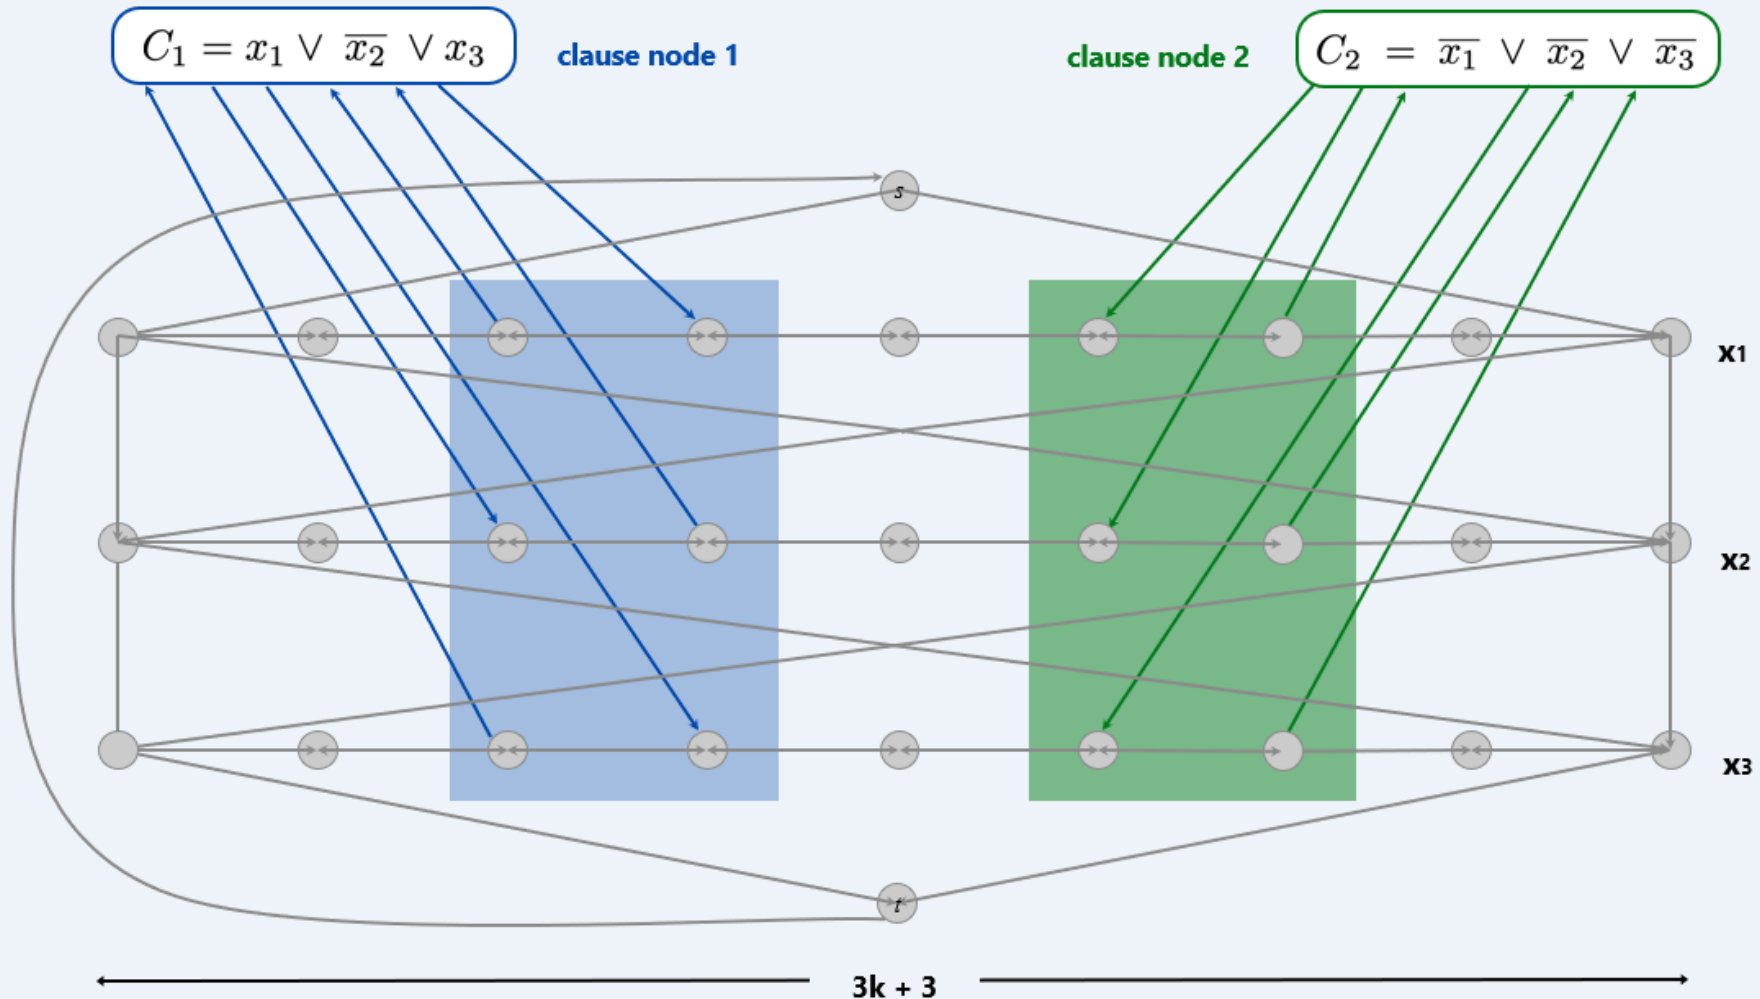 C₁ = x₁ ∨ x̅₂ ∨ x₃
clause node 1
clause node 2
C₂ = x̅₁ ∨ x̅₂ ∨ x̅₃
s
x1
x2
x3
t
3k + 3